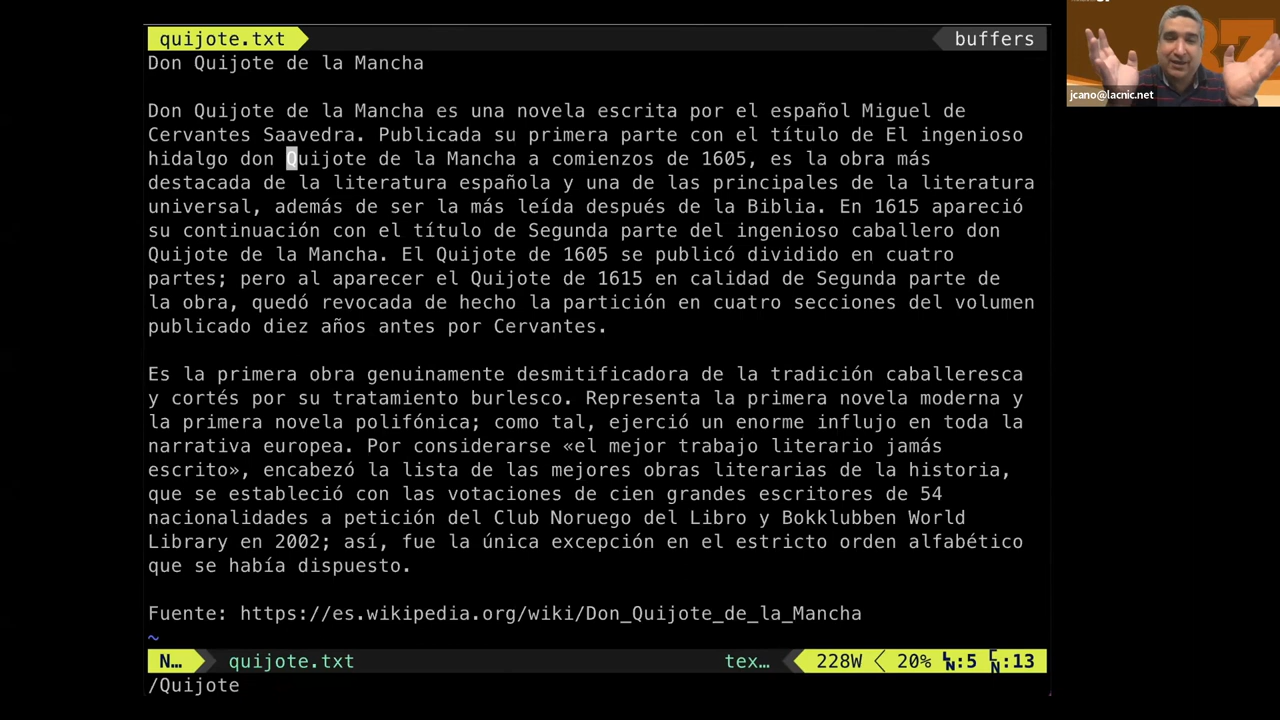 quijote.txt
buffers
Don Quijote de la Mancha
Don Quijote de la Mancha es una novela escrita por el español Miguel de
Cervantes Saavedra. Publicada su primera parte con el título de El ingenioso
hidalgo don Quijote de la Mancha a comienzos de 1605, es la obra más
destacada de la literatura española y una de las principales de la literatura
universal, además de ser la más leída después de la Biblia. En 1615 apareció
su continuación con el título de Segunda parte del ingenioso caballero don
Quijote de la Mancha. El Quijote de 1605 se publicó dividido en cuatro
partes; pero al aparecer el Quijote de 1615 en calidad de Segunda parte de
la obra, quedó revocada de hecho la partición en cuatro secciones del volumen
publicado diez años antes por Cervantes.
Es la primera obra genuinamente desmitificadora de la tradición caballeresca
y cortés por su tratamiento burlesco. Representa la primera novela moderna y
la primera novela polifónica; como tal, ejerció un enorme influjo en toda la
narrativa europea. Por considerarse «el mejor trabajo literario jamás
escrito», encabezó la lista de las mejores obras literarias de la historia,
que se estableció con las votaciones de cien grandes escritores de 54
nacionalidades a petición del Club Noruego del Libro y Bokklubben World
Library en 2002; así, fue la única excepción en el estricto orden alfabético
que se había dispuesto.
Fuente: https://es.wikipedia.org/wiki/Don_Quijote_de_la_Mancha
~
N… quijote.txt tex… 228W 20% LN:5 CN:13
/Quijote
jcano@lacnic.net